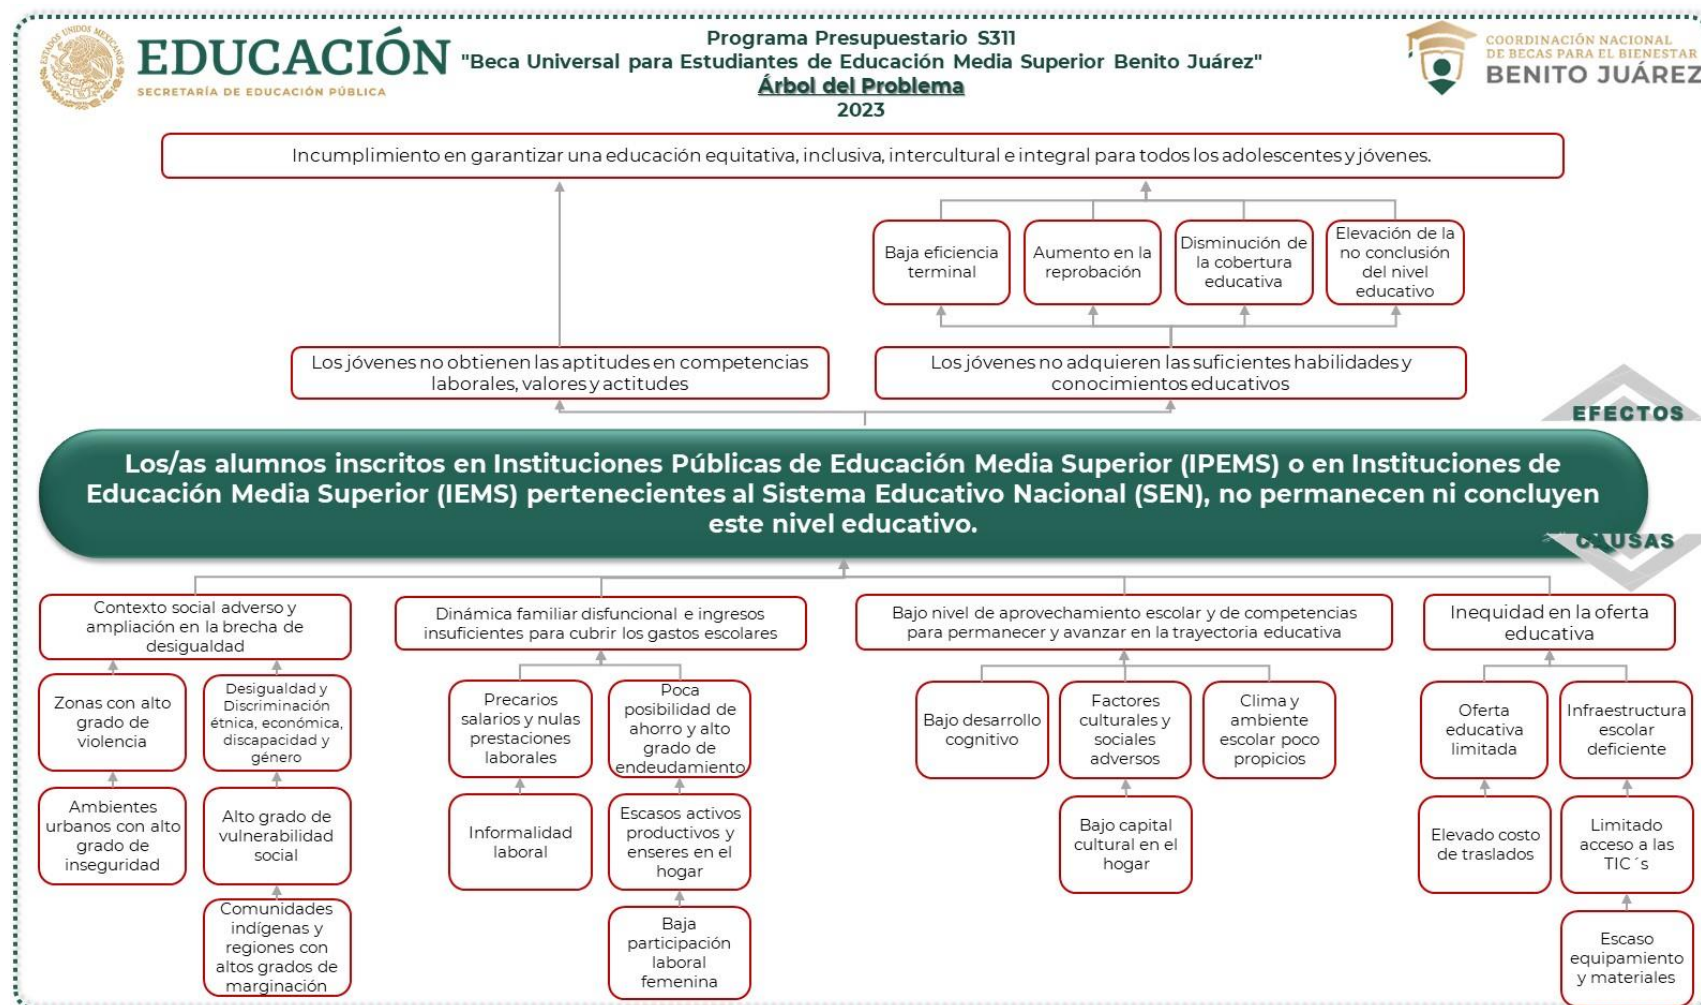 ESTADOS UNIDOS MEXICANOS
EDUCACIÓN
SECRETARÍA DE EDUCACIÓN PÚBLICA
Programa Presupuestario S311
"Beca Universal para Estudiantes de Educación Media Superior Benito Juárez"
Árbol del Problema
2023
COORDINACIÓN NACIONAL
DE BECAS PARA EL BIENESTAR
BENITO JUÁREZ
Incumplimiento en garantizar una educación equitativa, inclusiva, intercultural e integral para todos los adolescentes y jóvenes.
Baja eficiencia
terminal
Aumento en la
reprobación
Disminución de
la cobertura
educativa
Elevación de la
no conclusión
del nivel
educativo
Los jóvenes no obtienen las aptitudes en competencias
laborales, valores y actitudes
Los jóvenes no adquieren las suficientes habilidades y
conocimientos educativos
EFECTOS
Los/as alumnos inscritos en Instituciones Públicas de Educación Media Superior (IPEMS) o en Instituciones de
Educación Media Superior (IEMS) pertenecientes al Sistema Educativo Nacional (SEN), no permanecen ni concluyen
este nivel educativo.
CAUSAS
Contexto social adverso y
ampliación en la brecha de
desigualdad
Dinámica familiar disfuncional e ingresos
insuficientes para cubrir los gastos escolares
Bajo nivel de aprovechamiento escolar y de competencias
para permanecer y avanzar en la trayectoria educativa
Inequidad en la oferta
educativa
Zonas con alto
grado de
violencia
Desigualdad y
Discriminación
étnica, económica,
discapacidad y
género
Precarios
salarios y nulas
prestaciones
laborales
Poca
posibilidad de
ahorro y alto
grado de
endeudamiento
Bajo desarrollo
cognitivo
Factores
culturales y
sociales
adversos
Clima y
ambiente
escolar poco
propicios
Oferta
educativa
limitada
Infraestructura
escolar
deficiente
Ambientes
urbanos con alto
grado de
inseguridad
Alto grado de
vulnerabilidad
social
Informalidad
laboral
Escasos activos
productivos y
enseres en el
hogar
Bajo capital
cultural en el
hogar
Elevado costo
de traslados
Limitado
acceso a las
TIC´s
Comunidades
indígenas y
regiones con
altos grados de
marginación
Baja
participación
laboral
femenina
Escaso
equipamiento
y materiales